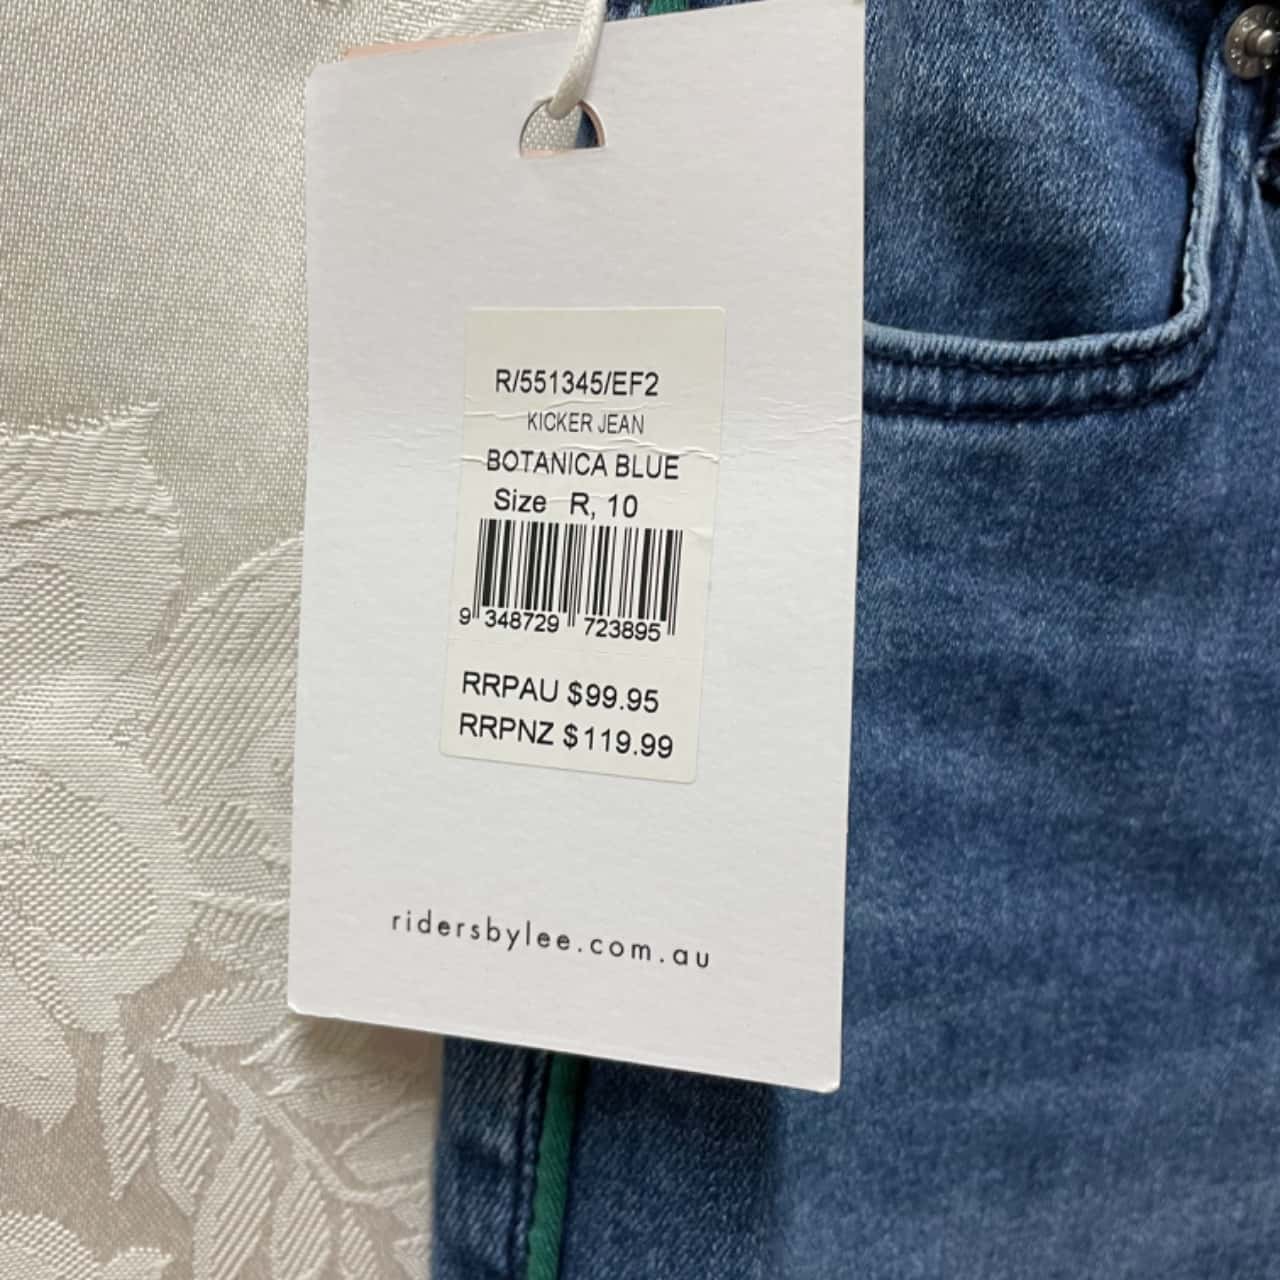 R/551345/EF2
KICKER JEAN
BOTANICA BLUE
Size R, 10
9 348729 723895
RRPAU $99.95
RRPNZ $119.99
ridersbylee.com.au